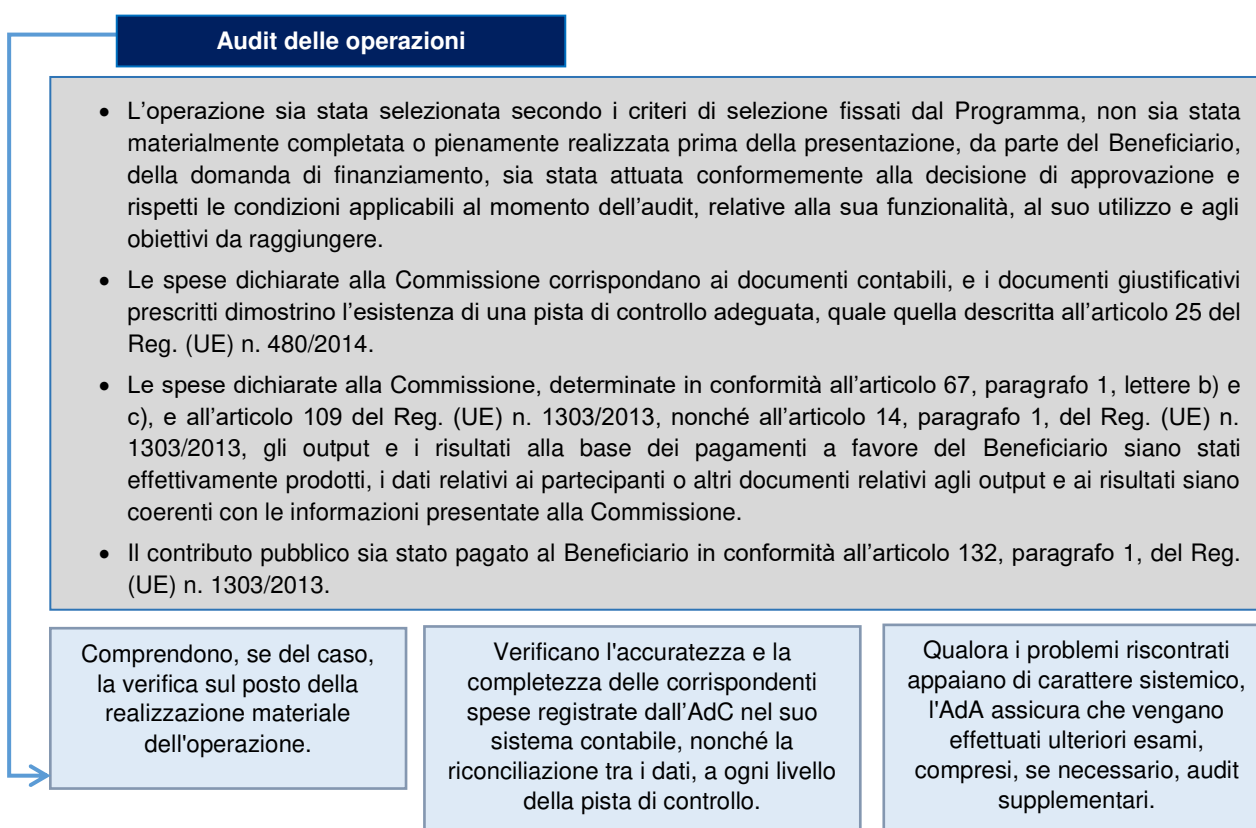 Audit delle operazioni
• L’operazione sia stata selezionata secondo i criteri di selezione fissati dal Programma, non sia stata
materialmente completata o pienamente realizzata prima della presentazione, da parte del Beneficiario,
della domanda di finanziamento, sia stata attuata conformemente alla decisione di approvazione e
rispetti le condizioni applicabili al momento dell’audit, relative alla sua funzionalità, al suo utilizzo e agli
obiettivi da raggiungere.
• Le spese dichiarate alla Commissione corrispondano ai documenti contabili, e i documenti giustificativi
prescritti dimostrino l’esistenza di una pista di controllo adeguata, quale quella descritta all’articolo 25 del
Reg. (UE) n. 480/2014.
• Le spese dichiarate alla Commissione, determinate in conformità all’articolo 67, paragrafo 1, lettere b) e
c), e all’articolo 109 del Reg. (UE) n. 1303/2013, nonché all’articolo 14, paragrafo 1, del Reg. (UE) n.
1303/2013, gli output e i risultati alla base dei pagamenti a favore del Beneficiario siano stati
effettivamente prodotti, i dati relativi ai partecipanti o altri documenti relativi agli output e ai risultati siano
coerenti con le informazioni presentate alla Commissione.
• Il contributo pubblico sia stato pagato al Beneficiario in conformità all’articolo 132, paragrafo 1, del Reg.
(UE) n. 1303/2013.
Comprendono, se del caso,
la verifica sul posto della
realizzazione materiale
dell'operazione.
Verificano l'accuratezza e la
completezza delle corrispondenti
spese registrate dall’AdC nel suo
sistema contabile, nonché la
riconciliazione tra i dati, a ogni livello
della pista di controllo.
Qualora i problemi riscontrati
appaiano di carattere sistemico,
l'AdA assicura che vengano
effettuati ulteriori esami,
compresi, se necessario, audit
supplementari.